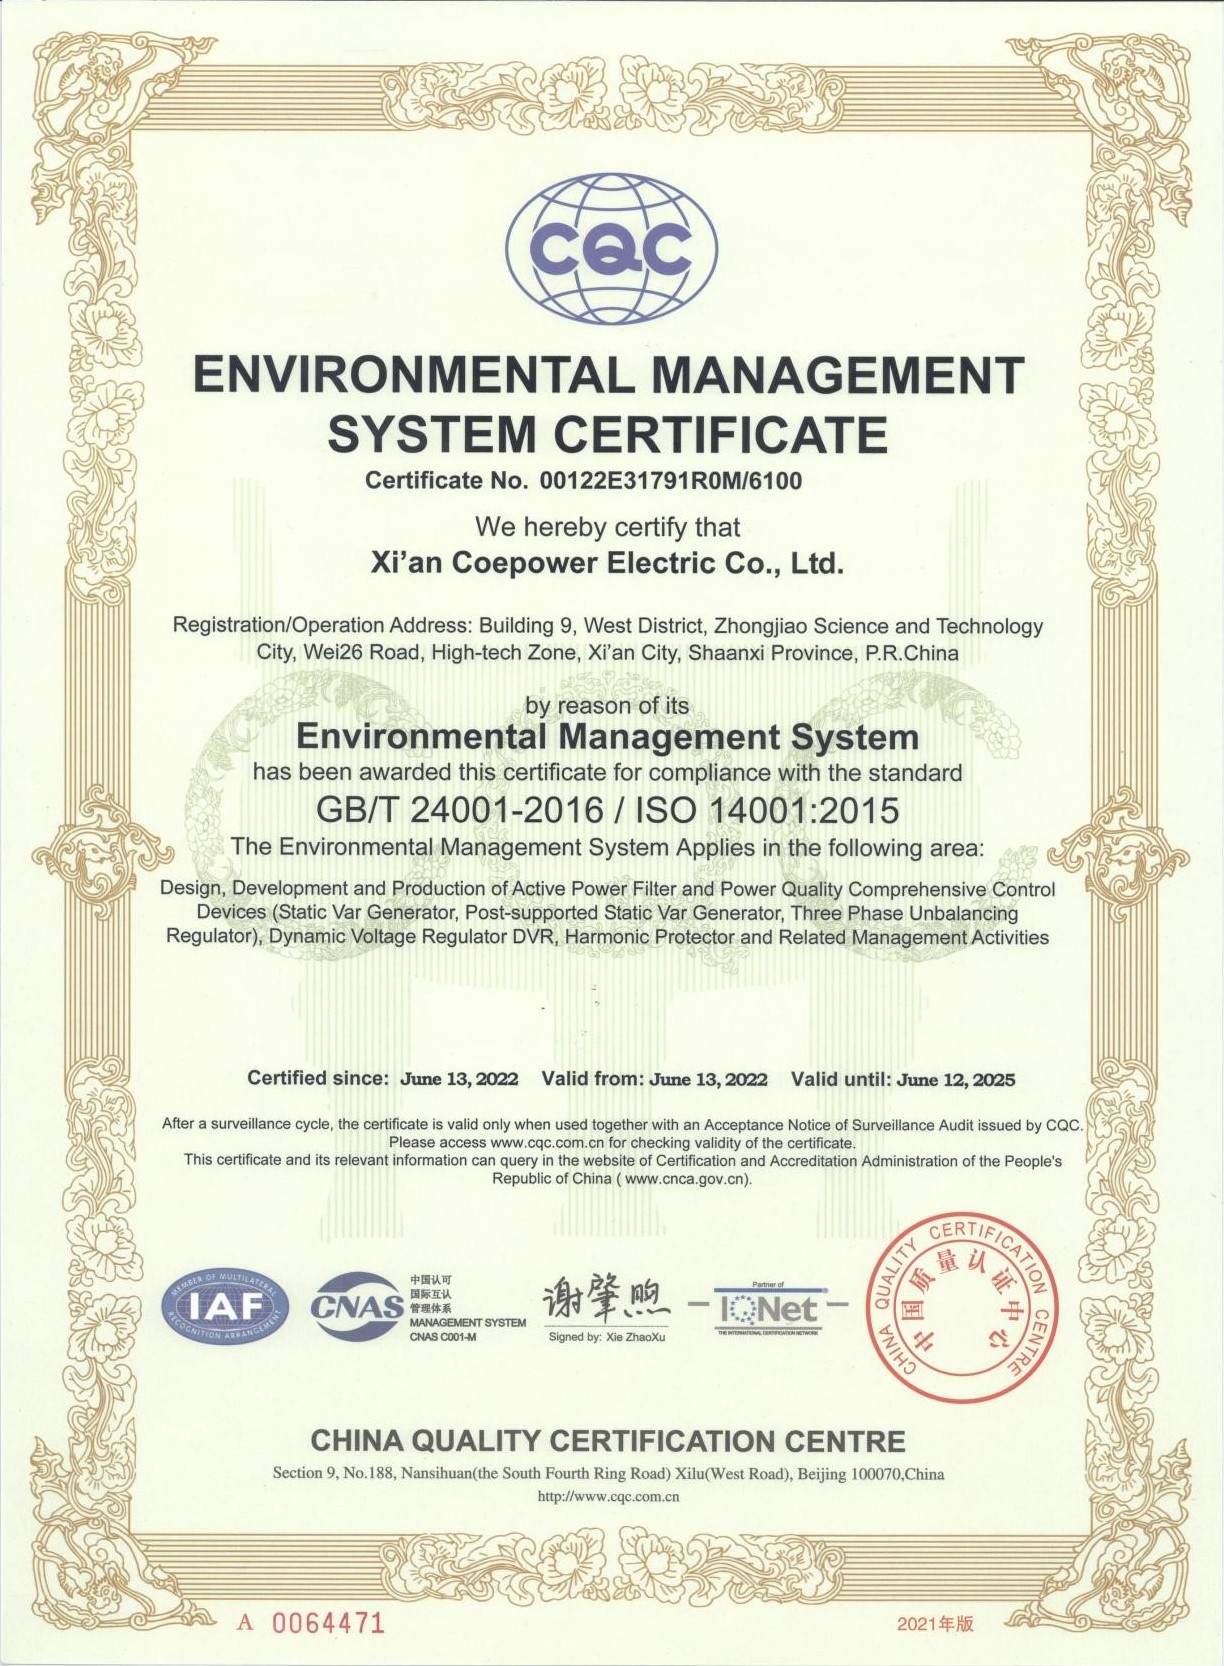 CQC
ENVIRONMENTAL MANAGEMENT
SYSTEM CERTIFICATE
Certificate No. 00122E31791R0M/6100
We hereby certify that
Xi’an Coepower Electric Co., Ltd.
Registration/Operation Address: Building 9, West District, Zhongjiao Science and Technology
City, Wei26 Road, High-tech Zone, Xi’an City, Shaanxi Province, P.R.China
by reason of its
Environmental Management System
has been awarded this certificate for compliance with the standard
GB/T 24001-2016 / ISO 14001:2015
The Environmental Management System Applies in the following area:
Design, Development and Production of Active Power Filter and Power Quality Comprehensive Control
Devices (Static Var Generator, Post-supported Static Var Generator, Three Phase Unbalancing
Regulator), Dynamic Voltage Regulator DVR, Harmonic Protector and Related Management Activities
Certified since: June 13, 2022 Valid from: June 13, 2022 Valid until: June 12, 2025
After a surveillance cycle, the certificate is valid only when used together with an Acceptance Notice of Surveillance Audit issued by CQC.
Please access www.cqc.com.cn for checking validity of the certificate.
This certificate and its relevant information can query in the website of Certification and Accreditation Administration of the People's
Republic of China ( www.cnca.gov.cn).
MEMBER OF MULTILATERAL
IAF
RECOGNITION ARRANGEMENT
CNAS
中国认可
国际互认
管理体系
MANAGEMENT SYSTEM
CNAS C001-M
谢肇煦
Signed by: Xie ZhaoXu
Partner of
IQNet
THE INTERNATIONAL CERTIFICATION NETWORK
CHINA QUALITY CERTIFICATION CENTRE
中国质量认证中心
CHINA QUALITY CERTIFICATION CENTRE
Section 9, No.188, Nansihuan(the South Fourth Ring Road) Xilu(West Road), Beijing 100070,China
http://www.cqc.com.cn
A 0064471
2021年版